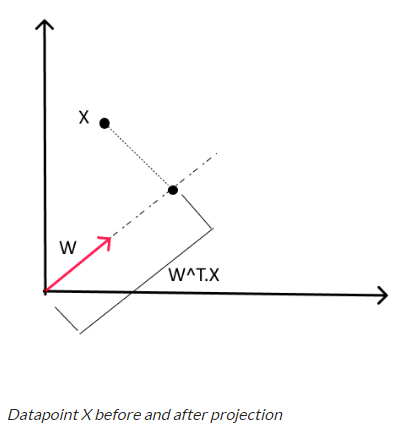 X
W
W^T.X
Datapoint X before and after projection